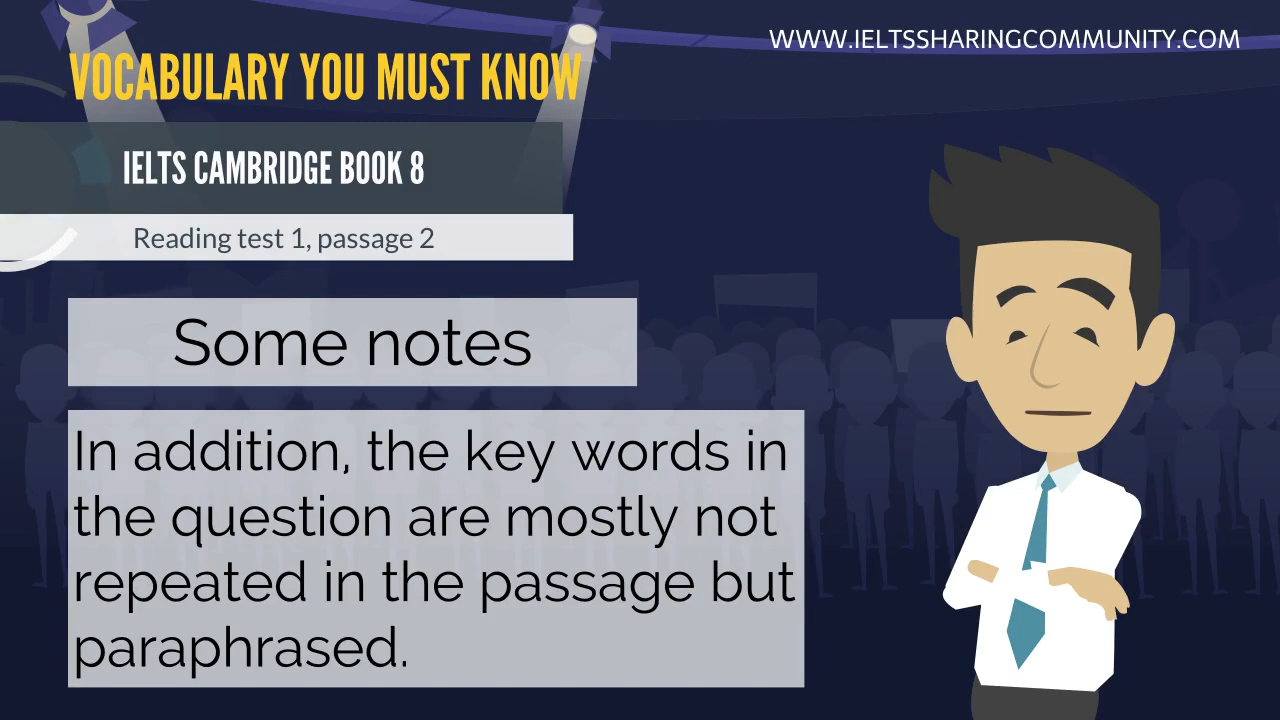 WWW.IELTSSHARINGCOMMUNITY.COM
VOCABULARY YOU MUST KNOW
IELTS CAMBRIDGE BOOK 8
Reading test 1, passage 2
Some notes
In addition, the key words in
the question are mostly not
repeated in the passage but
paraphrased.